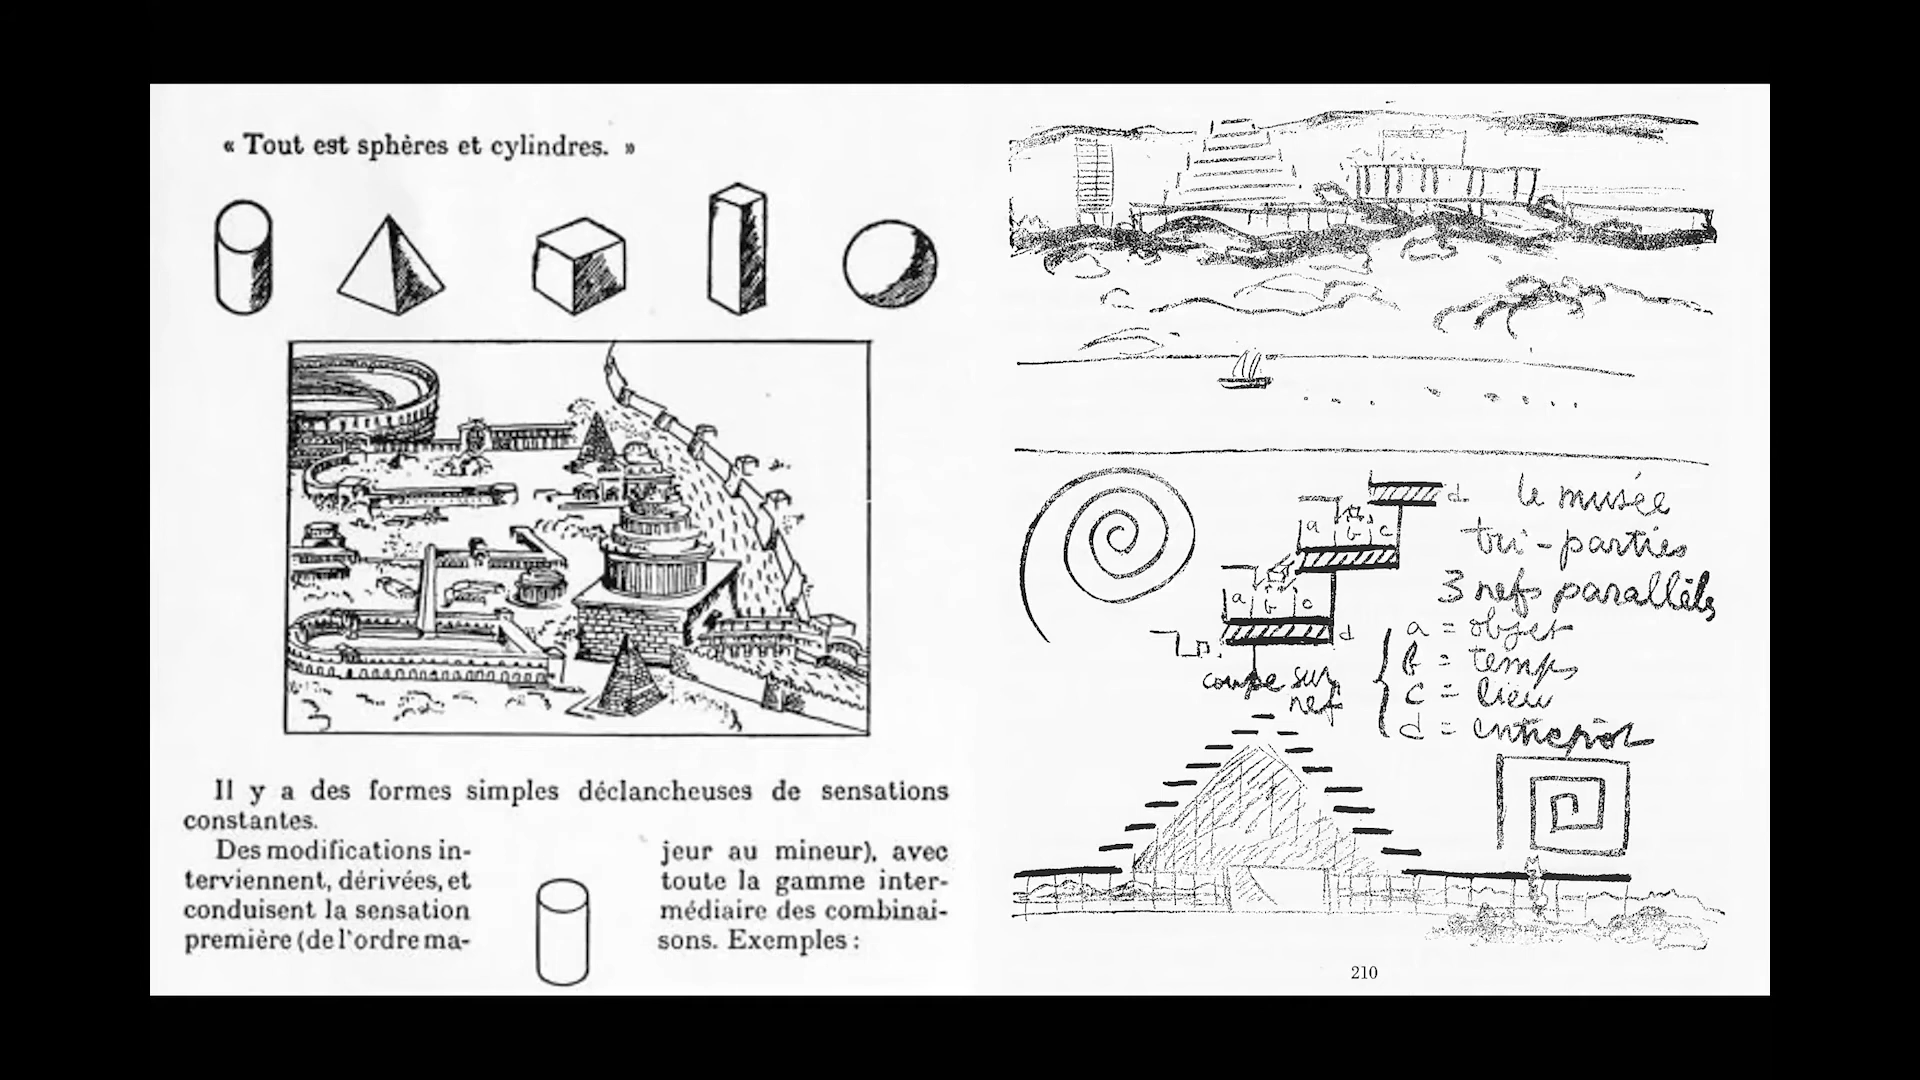 « Tout est sphères et cylindres. »
Il y a des formes simples déclancheuses de sensations
constantes.
Des modifications in-
terviennent, dérivées, et
conduisent la sensation
première (de l'ordre ma-
jeur au mineur), avec
toute la gamme inter-
médiaire des combinai-
sons. Exemples :
d
a b c
a b c
d
coupe sur
nef
le musée
tri-parties
3 nefs parallèles
a = objet
b = temps
c = lieu
d = entrepôt
210